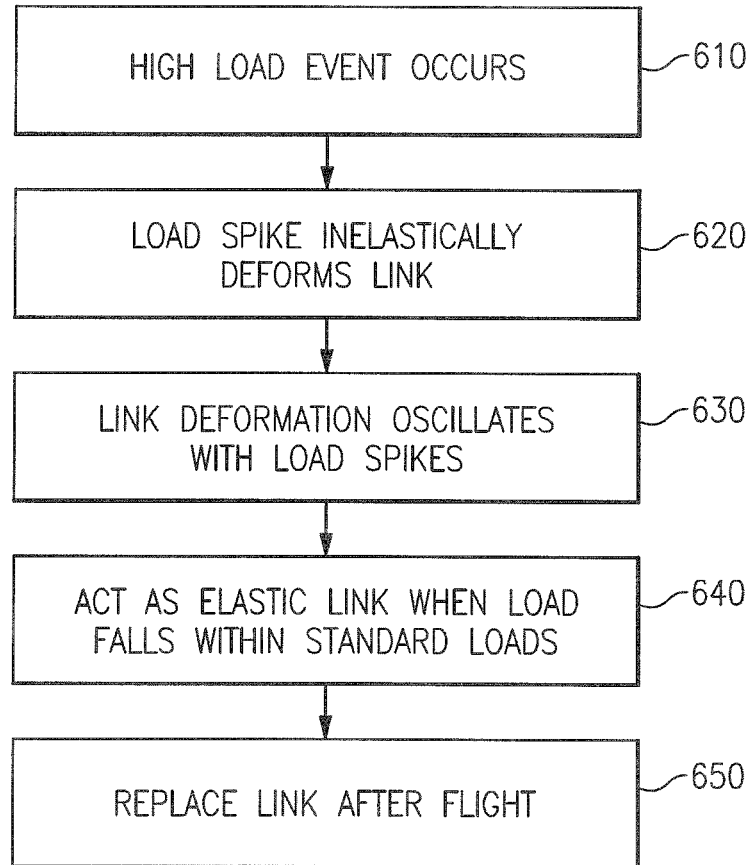 HIGH LOAD EVENT OCCURS
610
LOAD SPIKE INELASTICALLY
DEFORMS LINK
620
LINK DEFORMATION OSCILLATES
WITH LOAD SPIKES
630
ACT AS ELASTIC LINK WHEN LOAD
FALLS WITHIN STANDARD LOADS
640
REPLACE LINK AFTER FLIGHT
650